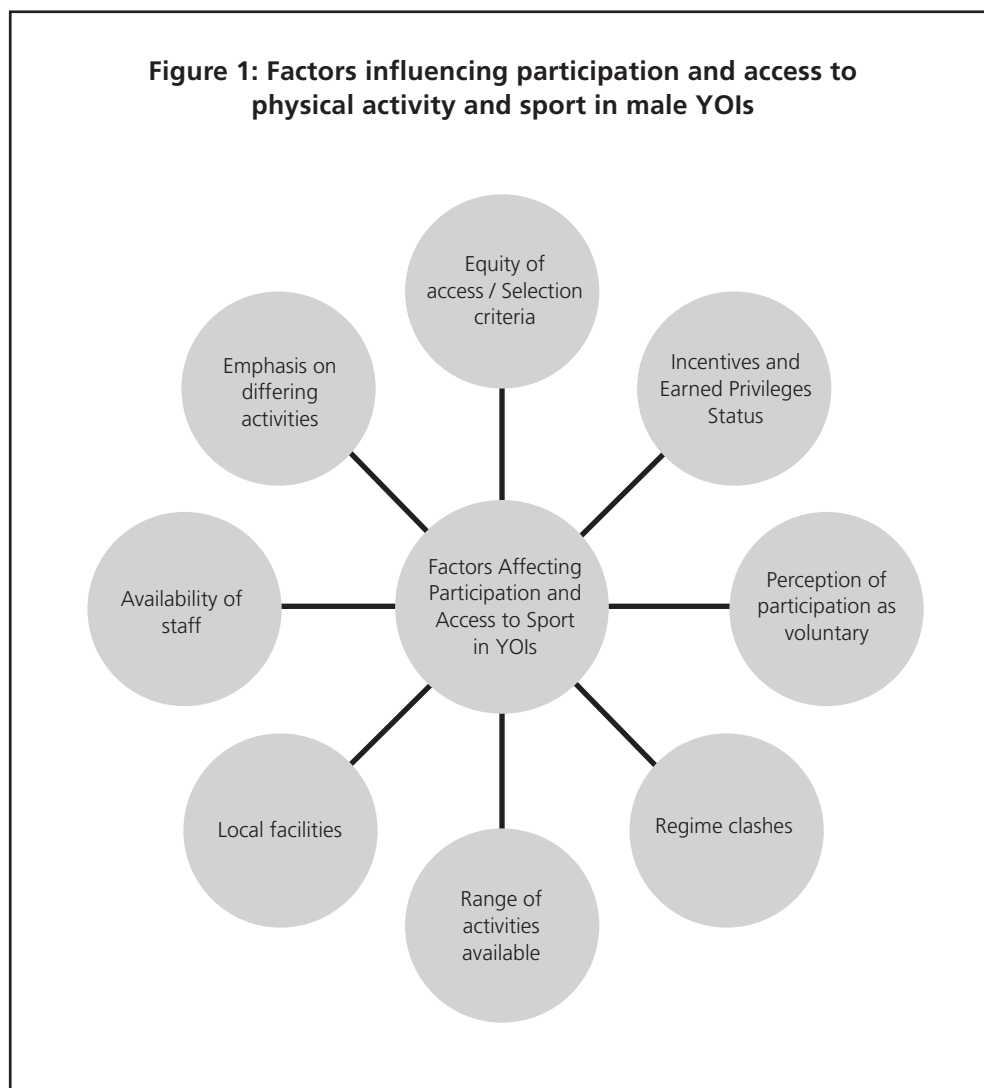 Figure 1: Factors influencing participation and access to
physical activity and sport in male YOIs
Equity of
access / Selection
criteria
Incentives and
Earned Privileges
Status
Perception of
participation as
voluntary
Regime clashes
Range of
activities
available
Local facilities
Availability of
staff
Emphasis on
differing
activities
Factors Affecting
Participation and
Access to Sport
in YOIs